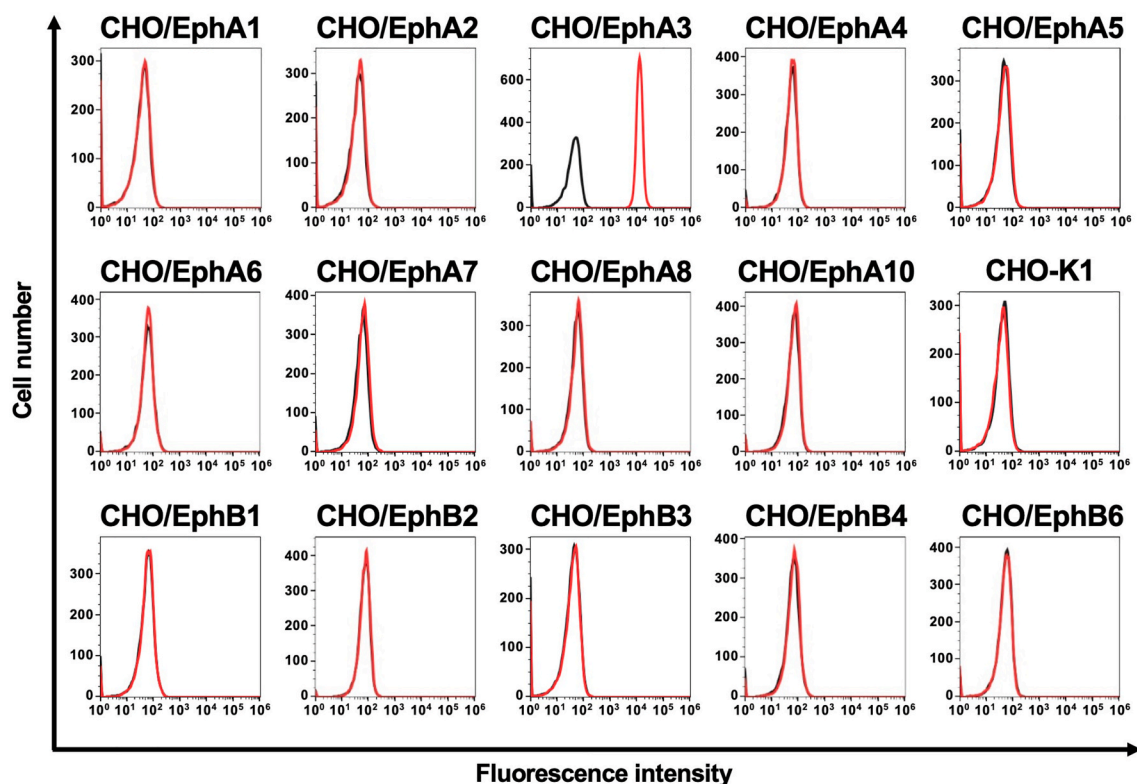 CHO/EphA1 CHO/EphA2 CHO/EphA3 CHO/EphA4 CHO/EphA5
300 200 100 0
300 200 100 0
600 400 200 0
400 300 200 100 0
300 200 100 0
10⁰ 10¹ 10² 10³ 10⁴ 10⁵ 10⁶
10⁰ 10¹ 10² 10³ 10⁴ 10⁵ 10⁶
10⁰ 10¹ 10² 10³ 10⁴ 10⁵ 10⁶
10⁰ 10¹ 10² 10³ 10⁴ 10⁵ 10⁶
10⁰ 10¹ 10² 10³ 10⁴ 10⁵ 10⁶
Cell number
CHO/EphA6 CHO/EphA7 CHO/EphA8 CHO/EphA10 CHO-K1
400 300 200 100 0
400 300 200 100 0
300 200 100 0
400 300 200 100 0
300 200 100 0
10⁰ 10¹ 10² 10³ 10⁴ 10⁵ 10⁶
10⁰ 10¹ 10² 10³ 10⁴ 10⁵ 10⁶
10⁰ 10¹ 10² 10³ 10⁴ 10⁵ 10⁶
10⁰ 10¹ 10² 10³ 10⁴ 10⁵ 10⁶
10⁰ 10¹ 10² 10³ 10⁴ 10⁵ 10⁶
CHO/EphB1 CHO/EphB2 CHO/EphB3 CHO/EphB4 CHO/EphB6
300 200 100 0
400 300 200 100 0
300 200 100 0
400 300 200 100 0
400 300 200 100 0
10⁰ 10¹ 10² 10³ 10⁴ 10⁵ 10⁶
10⁰ 10¹ 10² 10³ 10⁴ 10⁵ 10⁶
10⁰ 10¹ 10² 10³ 10⁴ 10⁵ 10⁶
10⁰ 10¹ 10² 10³ 10⁴ 10⁵ 10⁶
10⁰ 10¹ 10² 10³ 10⁴ 10⁵ 10⁶
Fluorescence intensity